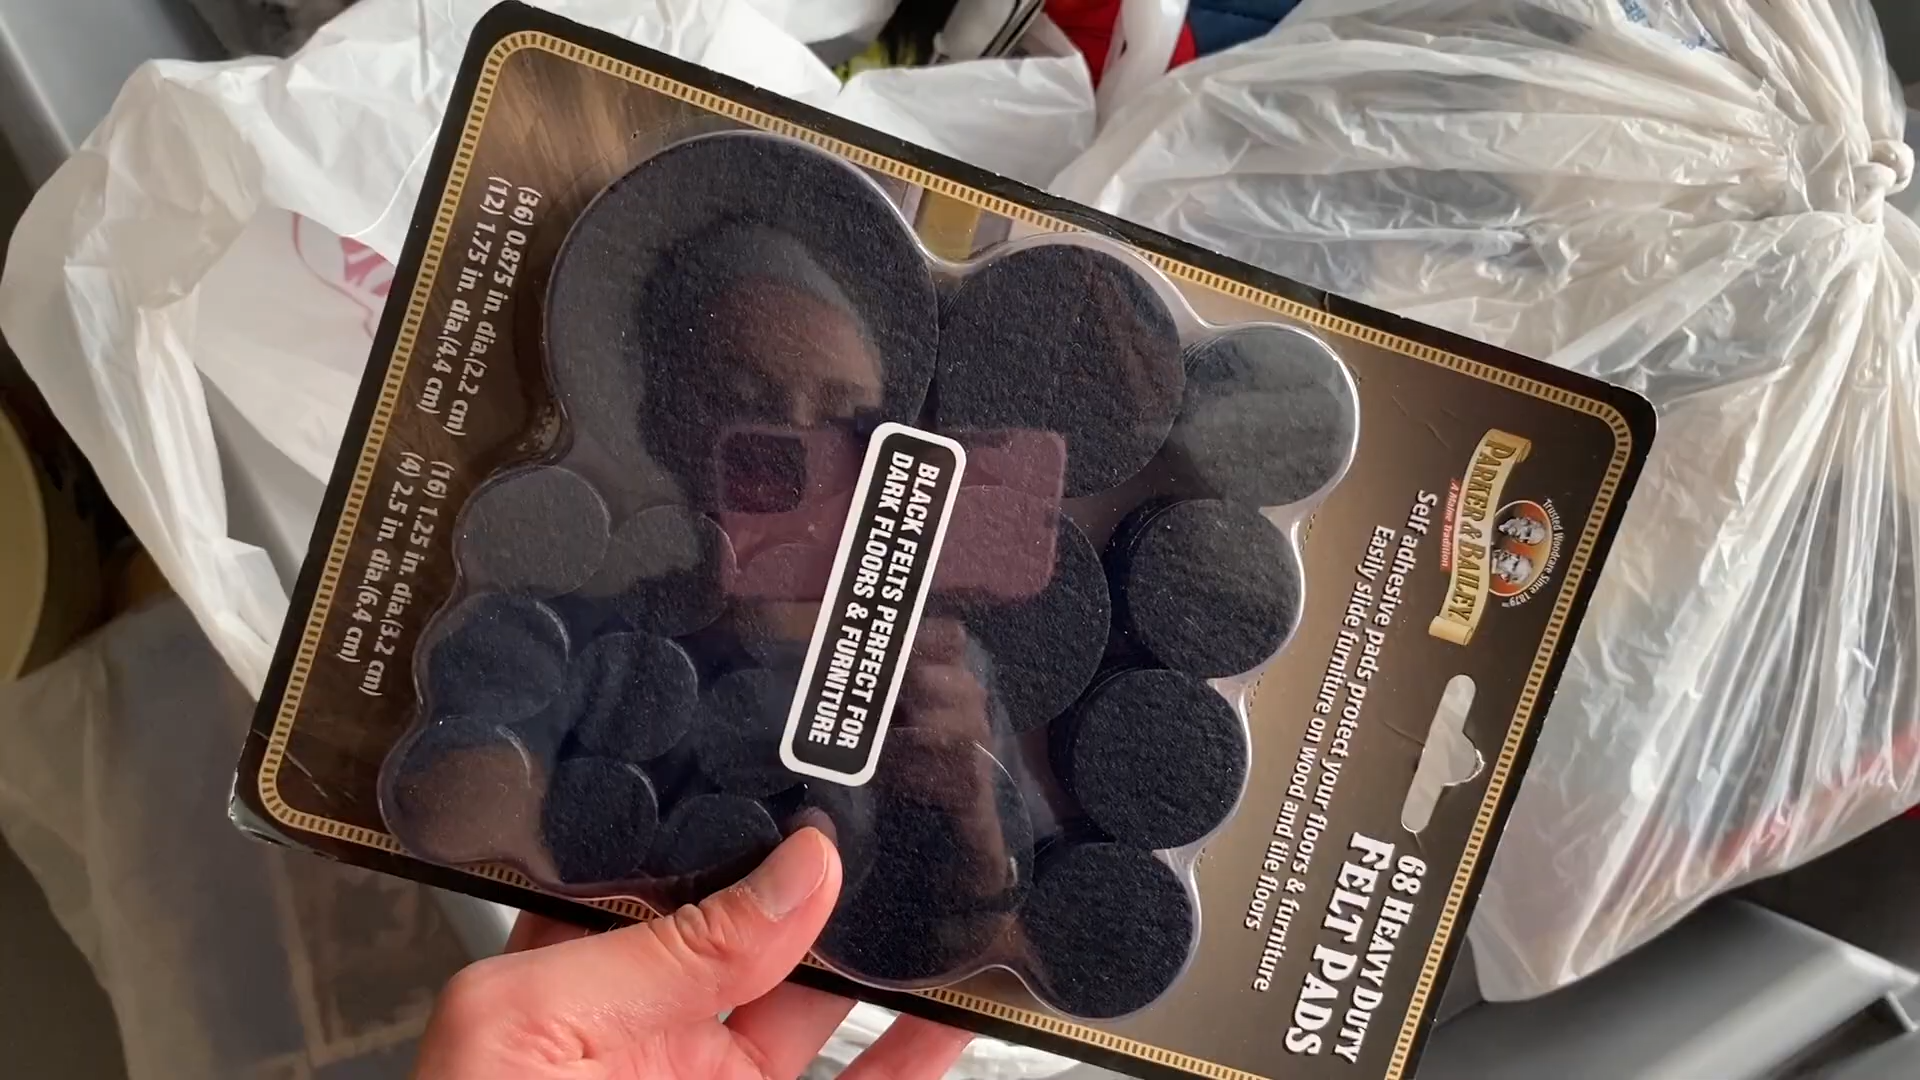 Trusted Woodcare Since 1879™
PARKER & BAILEY
A Maine Tradition
68 HEAVY DUTY
FELT PADS
Self adhesive pads protect your floors & furniture
Easily slide furniture on wood and tile floors
BLACK FELTS PERFECT FOR
DARK FLOORS & FURNITURE
(36) 0.875 in. dia.(2.2 cm)
(12) 1.75 in. dia.(4.4 cm)
(16) 1.25 in. dia.(3.2 cm)
(4) 2.5 in. dia.(6.4 cm)